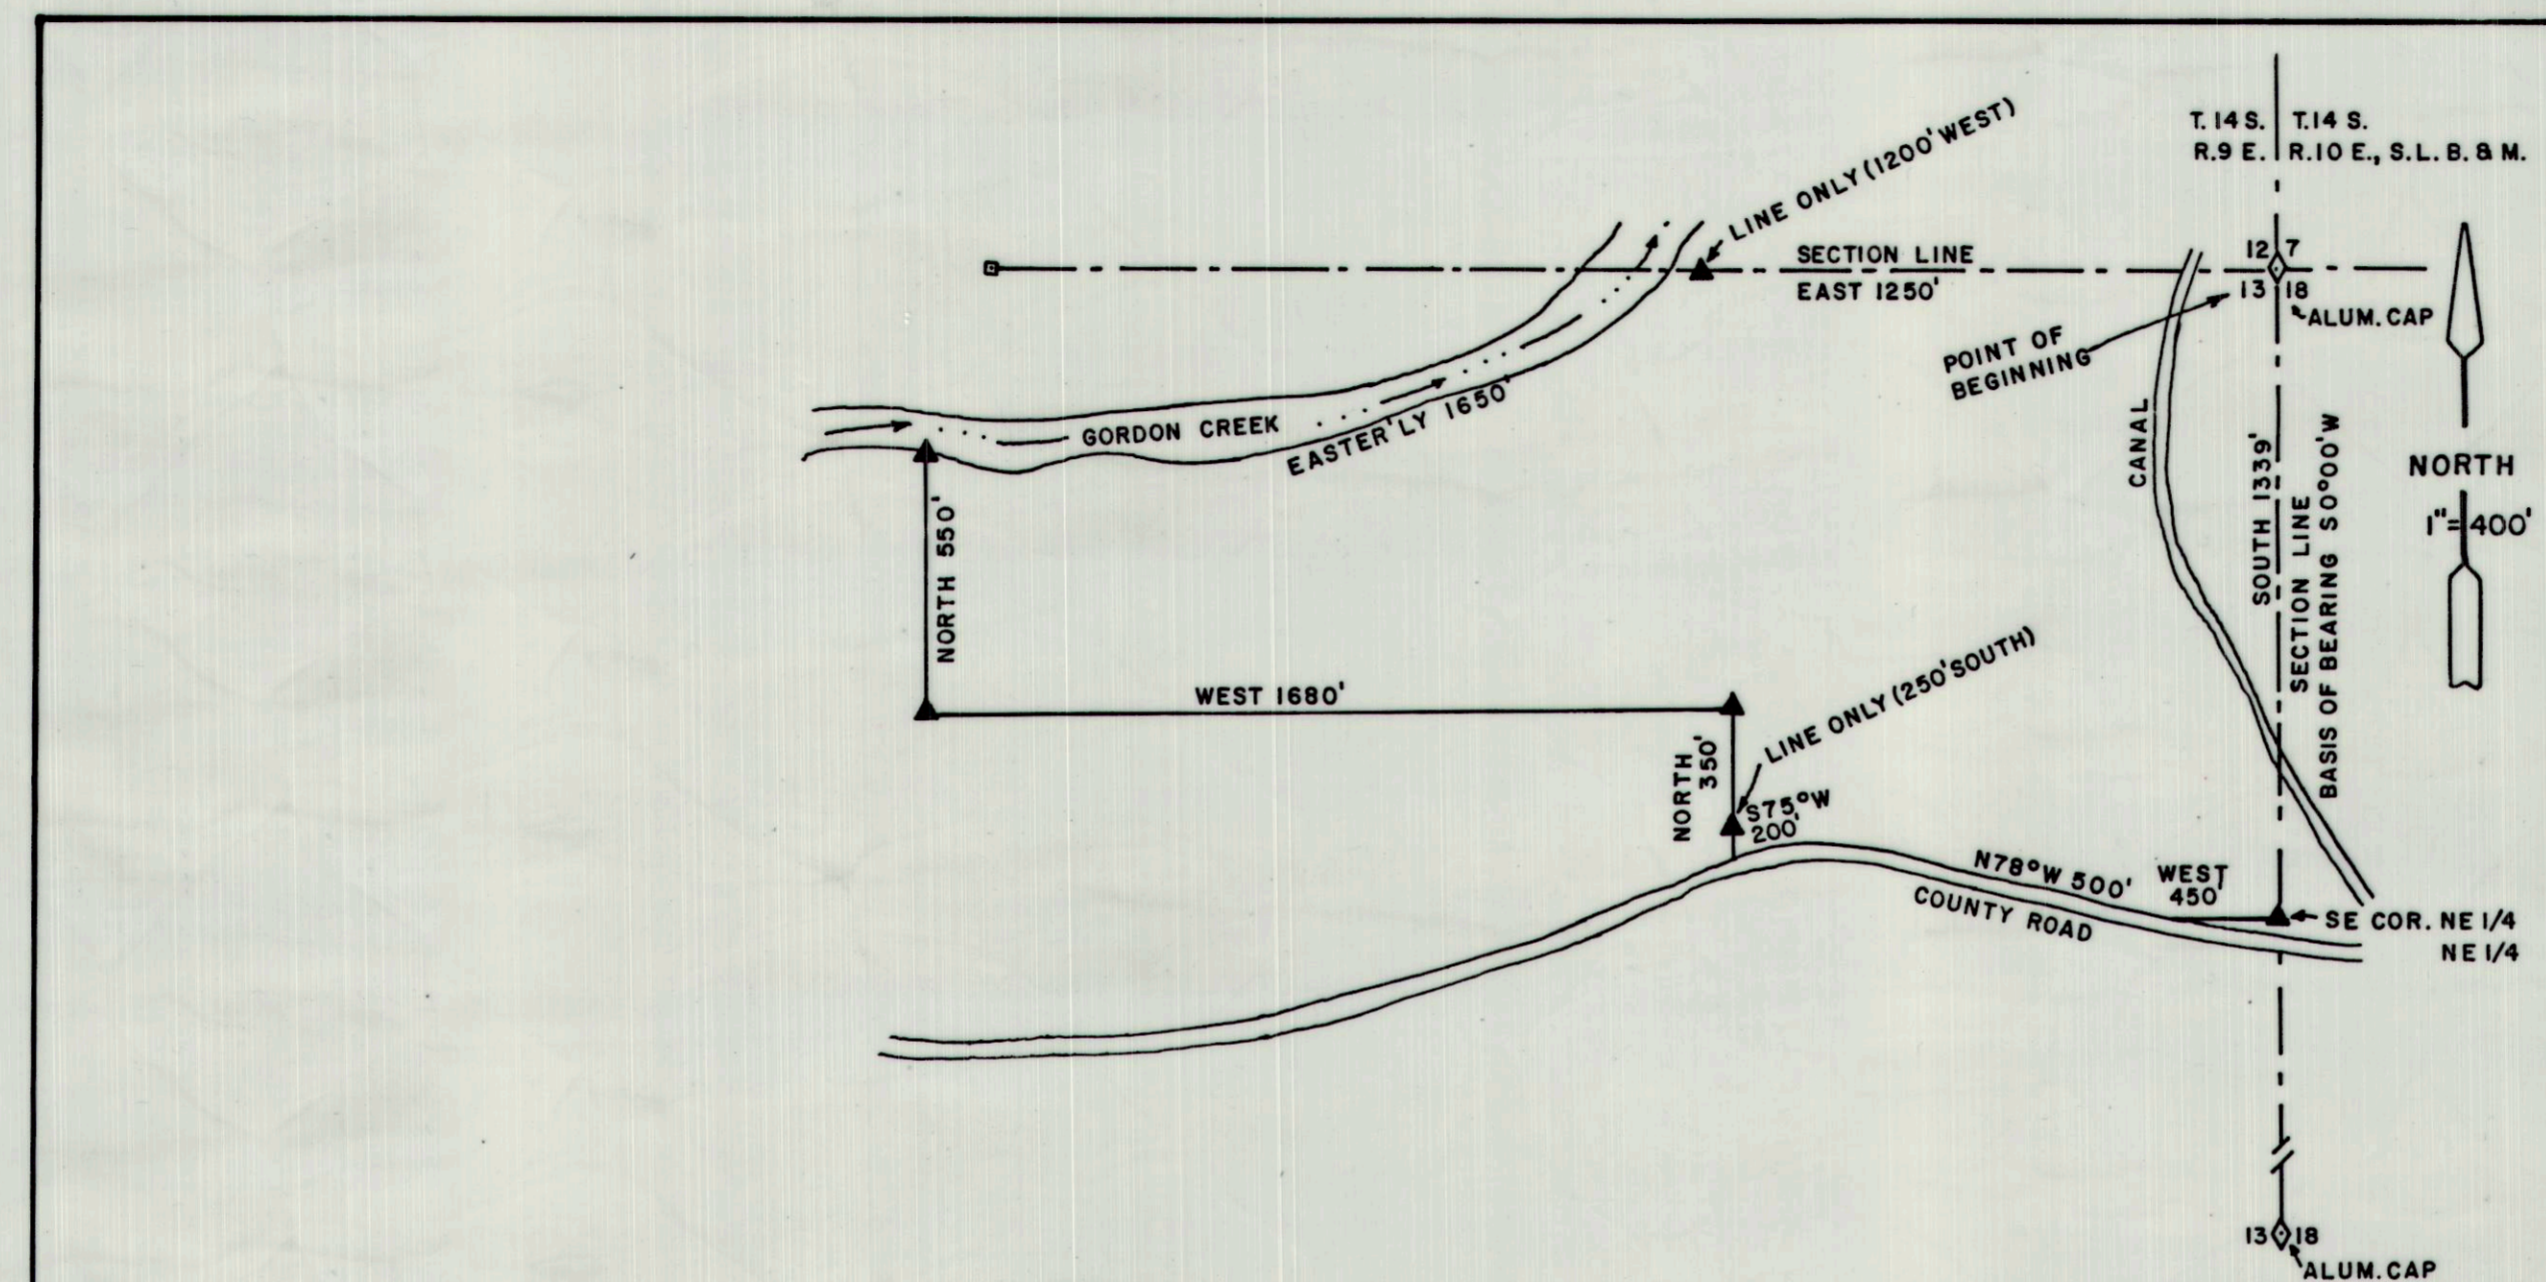 T. 14 S. T. 14 S.
R. 9 E. R. 10 E., S. L. B. & M.
LINE ONLY (1200' WEST)
SECTION LINE
EAST 1250'
12 7
13 18
ALUM. CAP
POINT OF
BEGINNING
GORDON CREEK
EASTER'LY 1650'
CANAL
SOUTH 1339'
SECTION LINE
BASIS OF BEARING S0°00'W
NORTH
1"=400'
NORTH 550'
WEST 1680'
LINE ONLY (250' SOUTH)
NORTH
350'
S75°W
200'
N78°W 500'
WEST
450'
COUNTY ROAD
SE COR. NE 1/4
NE 1/4
13 18
ALUM. CAP